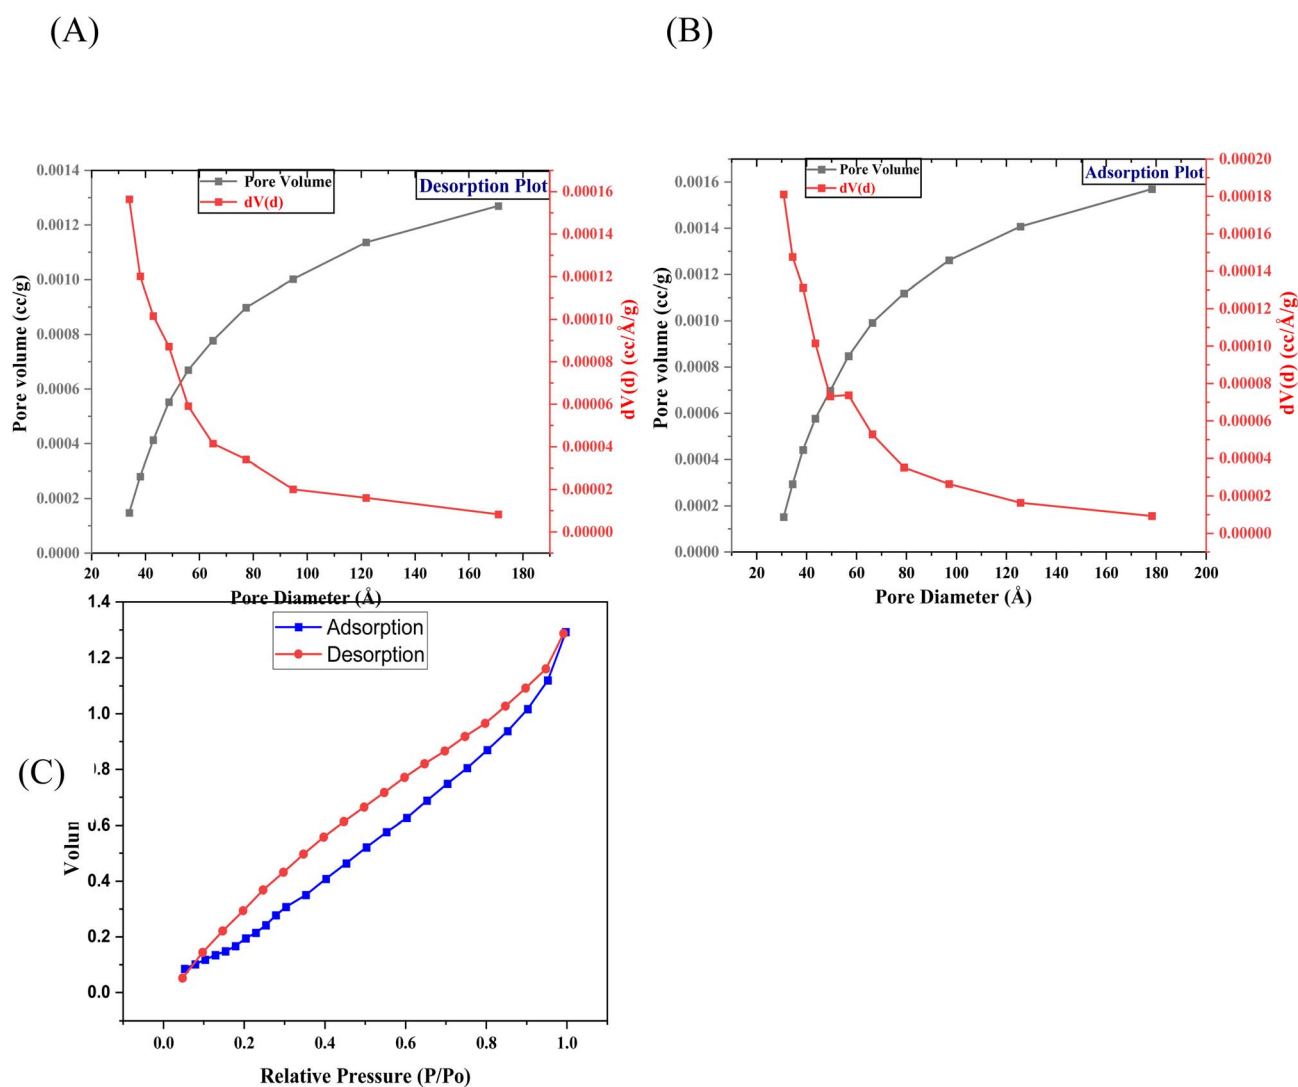 (A)
(B)
Pore Volume
dV(d)
Desorption Plot
0.0014
0.0012
0.0010
0.0008
0.0006
0.0004
0.0002
0.0000
Pore volume (cc/g)
0.00016
0.00014
0.00012
0.00010
0.00008
0.00006
0.00004
0.00002
0.00000
dV(d) (cc/Å/g)
20 40 60 80 100 120 140 160 180
Pore Diameter (Å)
Pore Volume
dV(d)
Adsorption Plot
0.0016
0.0014
0.0012
0.0010
0.0008
0.0006
0.0004
0.0002
0.0000
Pore volume (cc/g)
0.00020
0.00018
0.00016
0.00014
0.00012
0.00010
0.00008
0.00006
0.00004
0.00002
0.00000
dV(d) (cc/Å/g)
20 40 60 80 100 120 140 160 180 200
Pore Diameter (Å)
(C)
Adsorption
Desorption
1.4
1.2
1.0
0.8
0.6
0.4
0.2
0.0
0.0 0.2 0.4 0.6 0.8 1.0
Relative Pressure (P/Po)